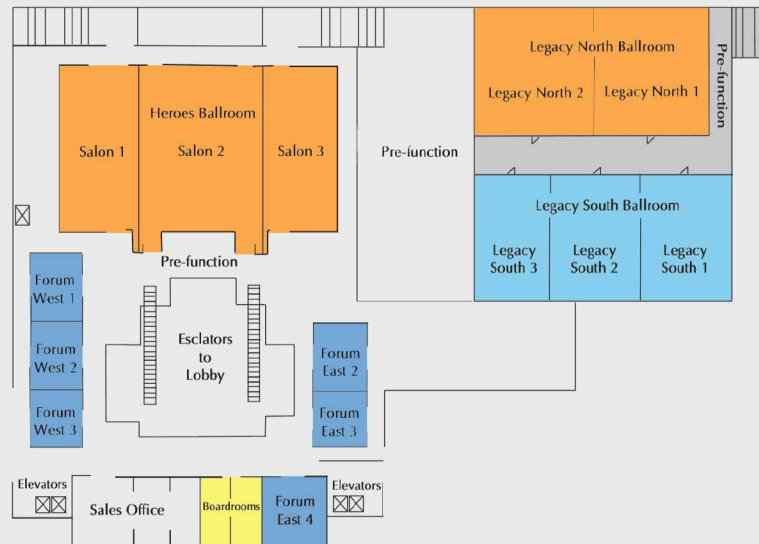 Legacy North Ballroom
Legacy North 2
Legacy North 1
Pre-function
Heroes Ballroom
Salon 1
Salon 2
Salon 3
Pre-function
Legacy South Ballroom
Legacy
South 3
Legacy
South 2
Legacy
South 1
Pre-function
Forum
West 1
Forum
West 2
Forum
West 3
Esclators
to
Lobby
Forum
East 2
Forum
East 3
Elevators
Sales Office
Boardrooms
Forum
East 4
Elevators